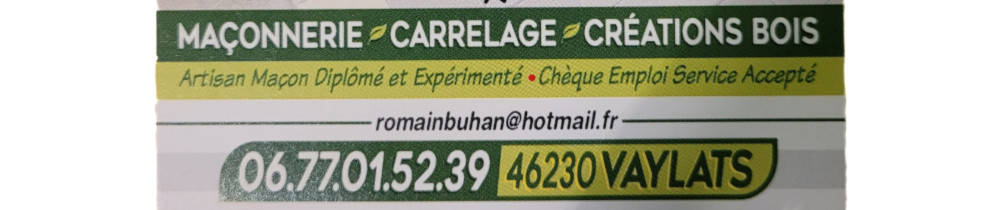 MAÇONNERIE CARRELAGE CRÉATIONS BOIS
Artisan Maçon Diplômé et Expérimenté • Chèque Emploi Service Accepté
romainbuhan@hotmail.fr
06.77.01.52.39 46230 VAYLATS